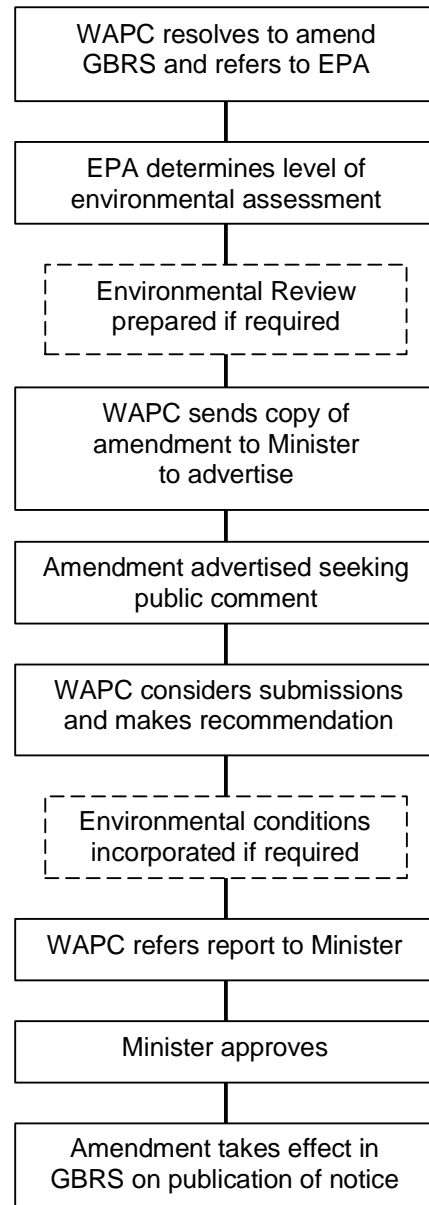 WAPC resolves to amend
GBRS and refers to EPA
EPA determines level of
environmental assessment
Environmental Review
prepared if required
WAPC sends copy of
amendment to Minister
to advertise
Amendment advertised seeking
public comment
WAPC considers submissions
and makes recommendation
Environmental conditions
incorporated if required
WAPC refers report to Minister
Minister approves
Amendment takes effect in
GBRS on publication of notice